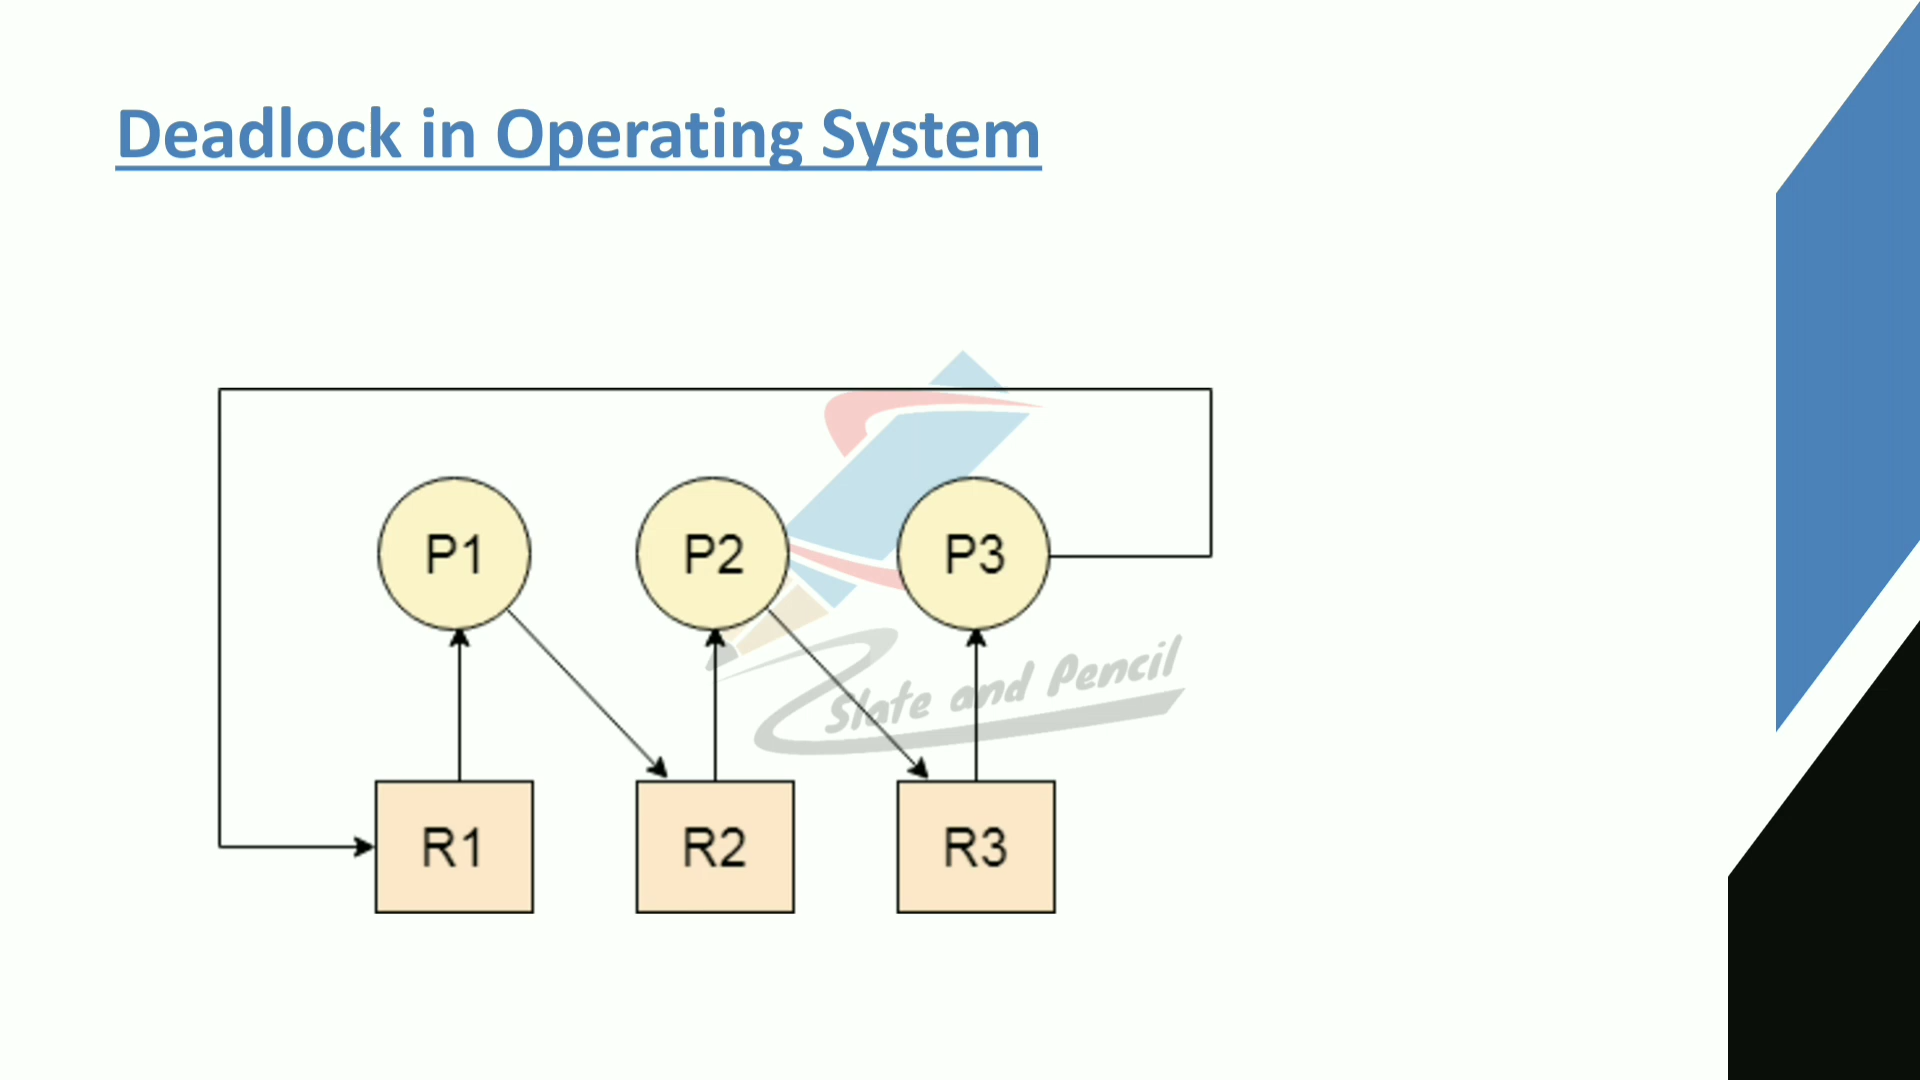 Deadlock in Operating System
P1 P2 P3
Slate and Pencil
R1 R2 R3